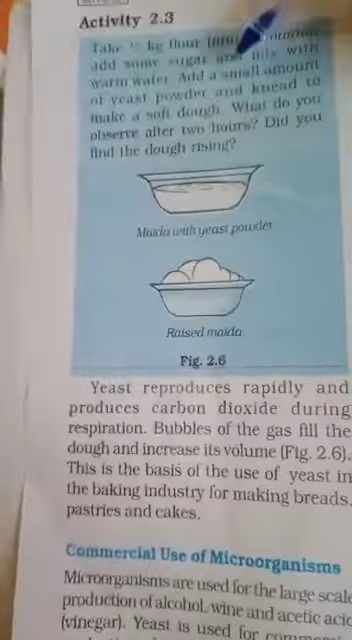 Activity 2.3
Take ½ kg flour
add some sugar and mix with
warm water. Add a small amount
of yeast powder and knead to
make a soft dough. What do you
observe after two hours? Did you
find the dough rising?
Maida with yeast powder
Raised maida
Fig. 2.6
Yeast reproduces rapidly and
produces carbon dioxide during
respiration. Bubbles of the gas fill the
dough and increase its volume (Fig. 2.6).
This is the basis of the use of yeast in
the baking industry for making breads,
pastries and cakes.
Commercial Use of Microorganisms
Microorganisms are used for the large scale
production of alcohol, wine and acetic acid
(vinegar). Yeast is used for